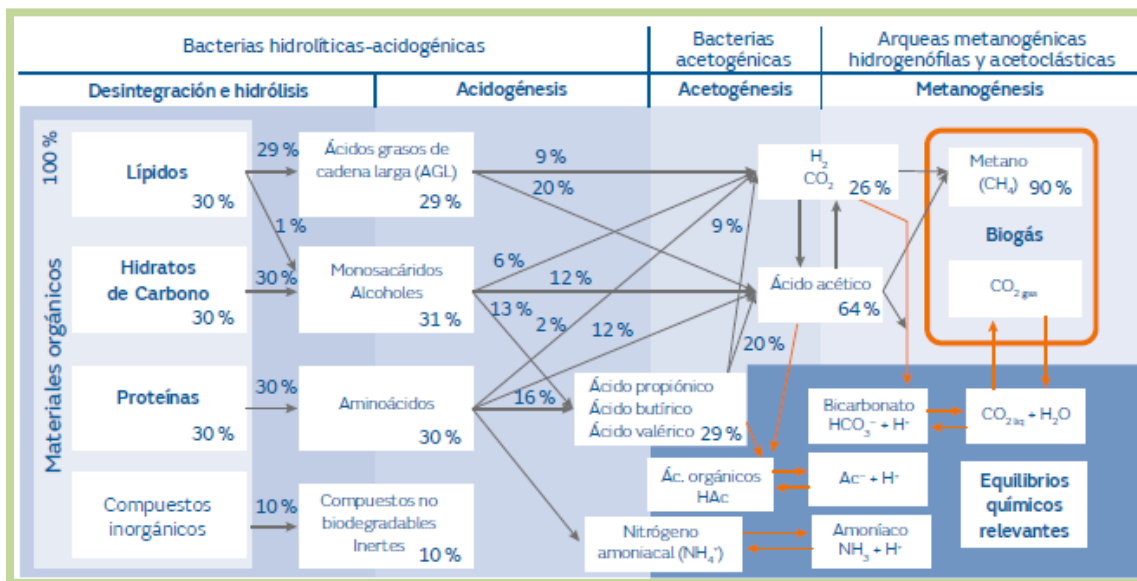 Bacterias hidrolíticas-acidogénicas
Bacterias
acetogénicas
Arqueas metanogénicas
hidrogenófilas y acetoclásticas
Desintegración e hidrólisis
Acidogénesis
Acetogénesis
Metanogénesis
Materiales orgánicos
100 %
Lípidos
30 %
29 %
1 %
Ácidos grasos de
cadena larga (AGL)
29 %
9 %
20 %
H2
CO2
26 %
Metano
(CH4)
90 %
Biogás
CO2 gas
Hidratos
de Carbono
30 %
30 %
Monosacáridos
Alcoholes
31 %
6 %
12 %
13 %
2 %
12 %
9 %
Ácido acético
64 %
20 %
Proteínas
30 %
30 %
Aminoácidos
30 %
16 %
Ácido propiónico
Ácido butírico
Ácido valérico
29 %
Bicarbonato
HCO3− + H+
CO2 liq + H2O
Ác. orgánicos
HAc
Ac− + H+
Equilibrios
químicos
relevantes
Compuestos
inorgánicos
10 %
Compuestos no
biodegradables
Inertes
10 %
Nitrógeno
amoniacal (NH4+)
Amoníaco
NH3 + H+